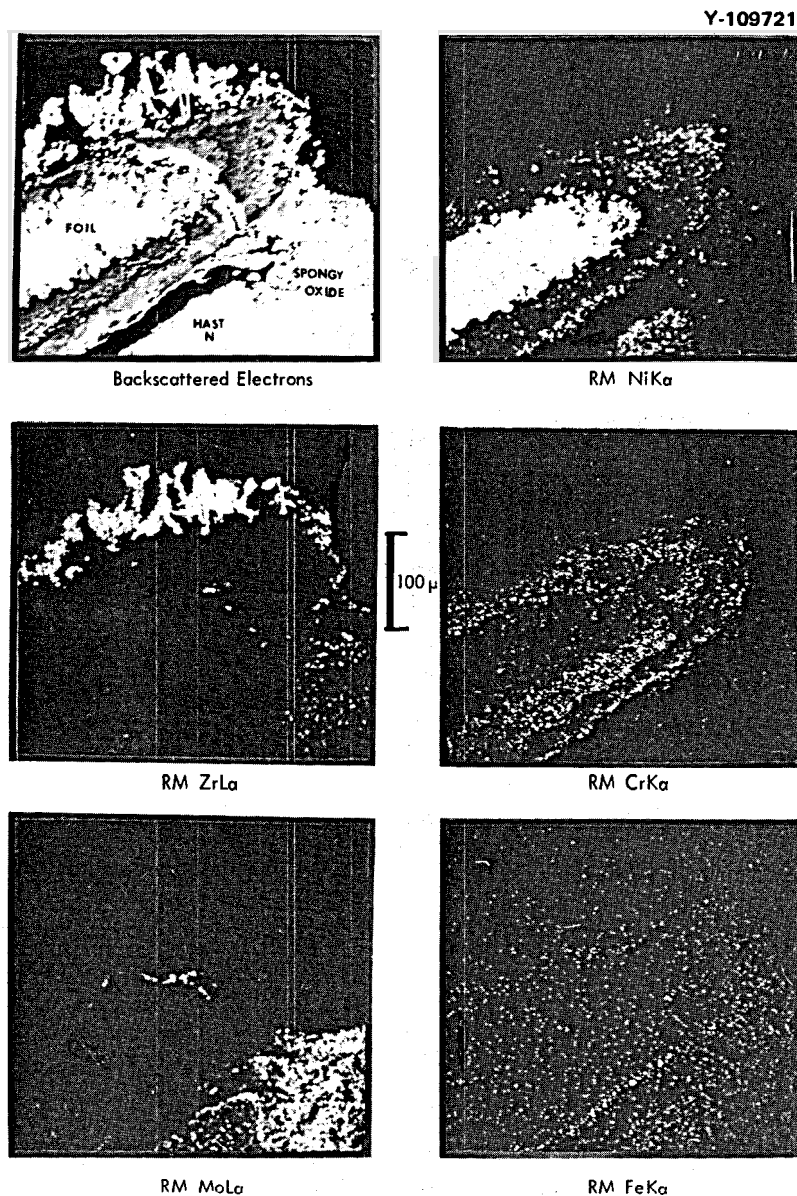 Y-109721
FOIL
SPONGY
OXIDE
HAST
N
Backscattered Electrons
RM NiKα
RM ZrLα
100 μ
RM CrKα
RM MoLα
RM FeKα